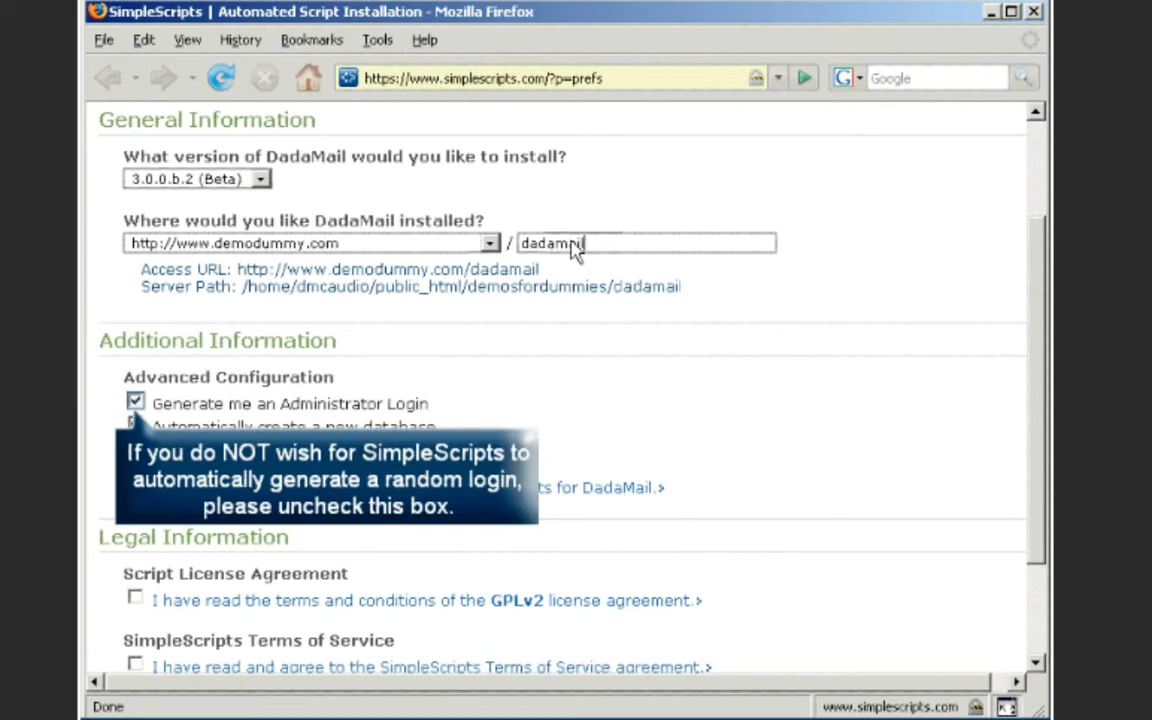 SimpleScripts | Automated Script Installation - Mozilla Firefox
File Edit View History Bookmarks Tools Help
https://www.simplescripts.com/?p=prefs
G Google
General Information
What version of DadaMail would you like to install?
3.0.0.b.2 (Beta)
Where would you like DadaMail installed?
http://www.demodummy.com / dadamail
Access URL: http://www.demodummy.com/dadamail
Server Path: /home/dmcaudio/public_html/demosfordummies/dadamail
Additional Information
Advanced Configuration
Generate me an Administrator Login
Automatically create a new database
If you do NOT wish for SimpleScripts to
automatically generate a random login,
please uncheck this box.
ts for DadaMail.>
Legal Information
Script License Agreement
I have read the terms and conditions of the GPLv2 license agreement.>
SimpleScripts Terms of Service
I have read and agree to the SimpleScripts Terms of Service agreement.>
Done
www.simplescripts.com